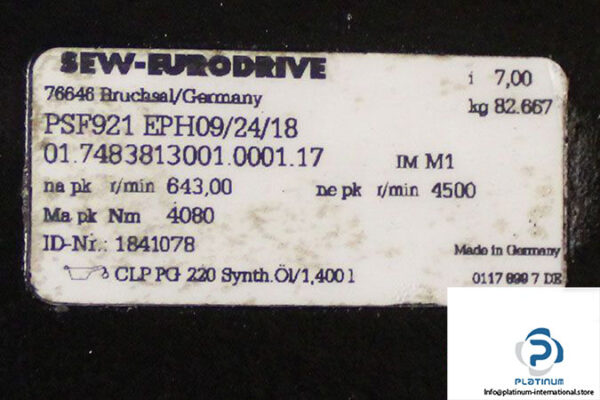 SEW-EURODRIVE
i 7,00
76646 Bruchsal/Germany
kg 82.667
PSF921 EPH09/24/18
01.7483813001.0001.17 IM M1
na pk r/min 643,00 ne pk r/min 4500
Ma pk Nm 4080
ID-Nr.: 1841078
Made in Germany
CLP PG 220 Synth.Öl/1,400 l
0117 7 DE
PLATINUM
Info@platinum-international.store